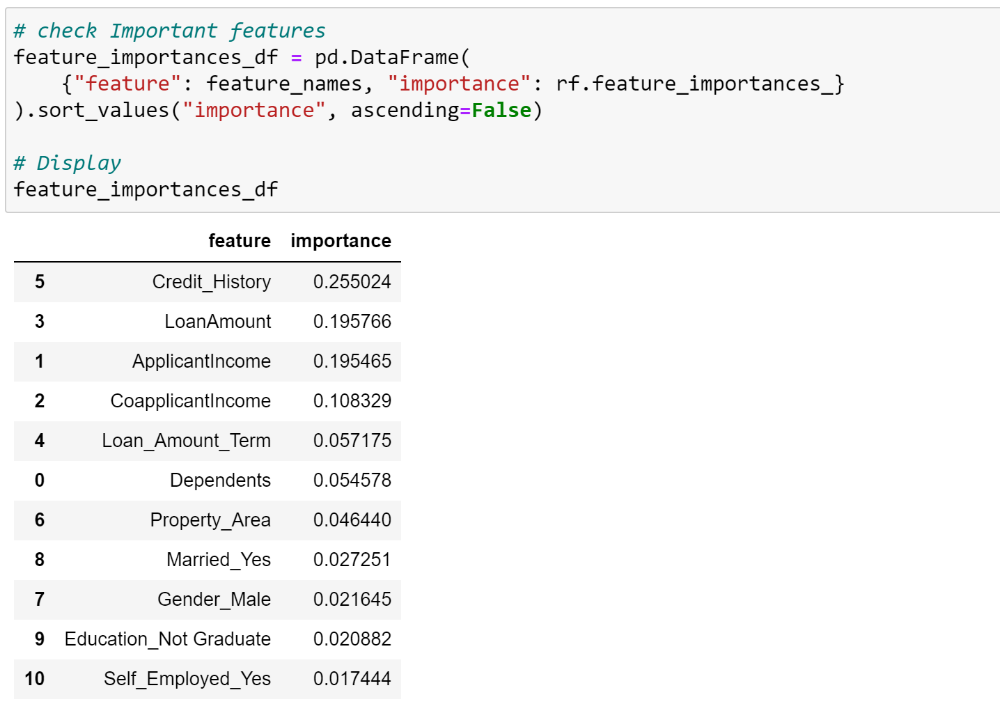 # check Important features
feature_importances_df = pd.DataFrame(
    {"feature": feature_names, "importance": rf.feature_importances_}
).sort_values("importance", ascending=False)
# Display
feature_importances_df
feature importance
5 Credit_History 0.255024
3 LoanAmount 0.195766
1 ApplicantIncome 0.195465
2 CoapplicantIncome 0.108329
4 Loan_Amount_Term 0.057175
0 Dependents 0.054578
6 Property_Area 0.046440
8 Married_Yes 0.027251
7 Gender_Male 0.021645
9 Education_Not Graduate 0.020882
10 Self_Employed_Yes 0.017444